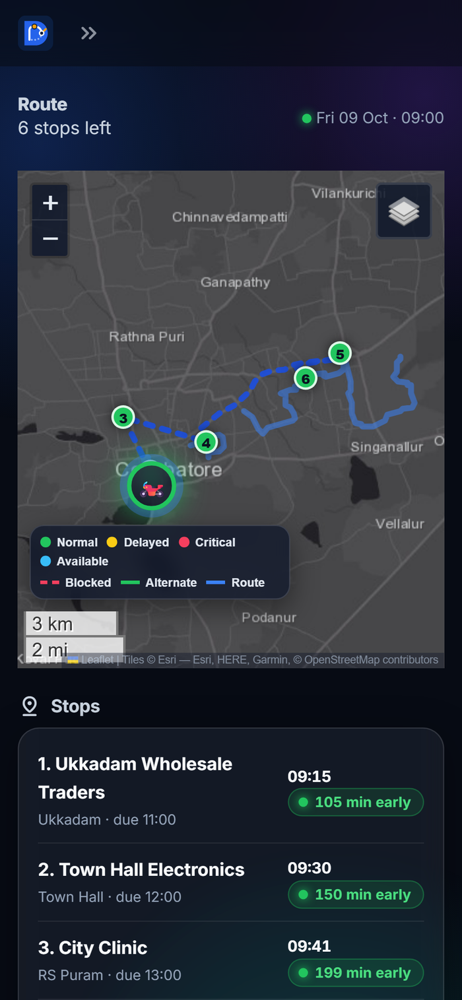 Route
6 stops left
Fri 09 Oct · 09:00
+
−
Vilankurichi
Chinnavedampatti
Ganapathy
Rathna Puri
5
6
3
4
Singanallur
O
Vellalur
Normal Delayed Critical
Available
Blocked Alternate Route
Podanur
3 km
2 mi
Leaflet | Tiles © Esri — Esri, HERE, Garmin, © OpenStreetMap contributors
Stops
1. Ukkadam Wholesale
Traders
09:15
105 min early
Ukkadam · due 11:00
2. Town Hall Electronics
09:30
150 min early
Town Hall · due 12:00
3. City Clinic
09:41
199 min early
RS Puram · due 13:00